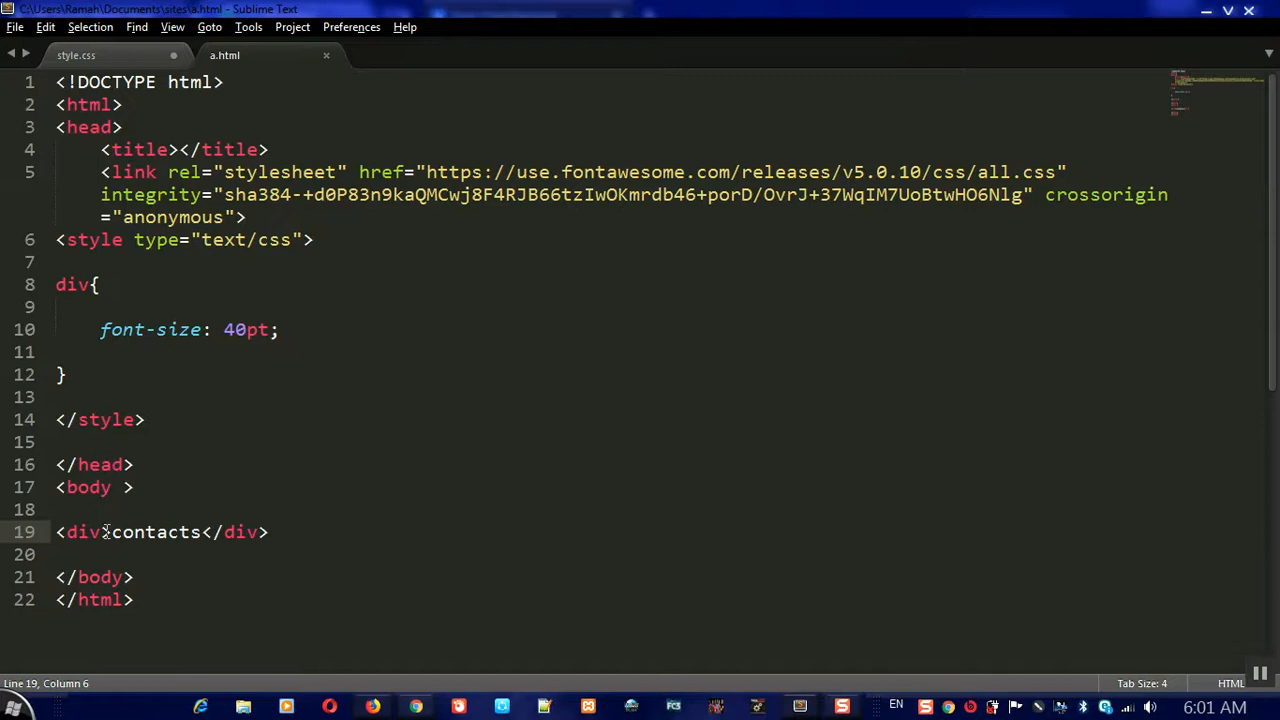 C:\Users\Ramah\Documents\sites\a.html - Sublime Text
File Edit Selection Find View Goto Tools Project Preferences Help
style.css a.html
1 <!DOCTYPE html>
2 <html>
3 <head>
4 <title></title>
5 <link rel="stylesheet" href="https://use.fontawesome.com/releases/v5.0.10/css/all.css"
integrity="sha384-+d0P83n9kaQMCwj8F4RJB66tzIwOKmrdb46+porD/OvrJ+37WqIM7UoBtwHO6Nlg" crossorigin
="anonymous">
6 <style type="text/css">
7
8 div{
9
10 font-size: 40pt;
11
12 }
13
14 </style>
15
16 </head>
17 <body >
18
19 <div>contacts</div>
20
21 </body>
22 </html>
Line 19, Column 6 Tab Size: 4 HTML
EN 6:01 AM